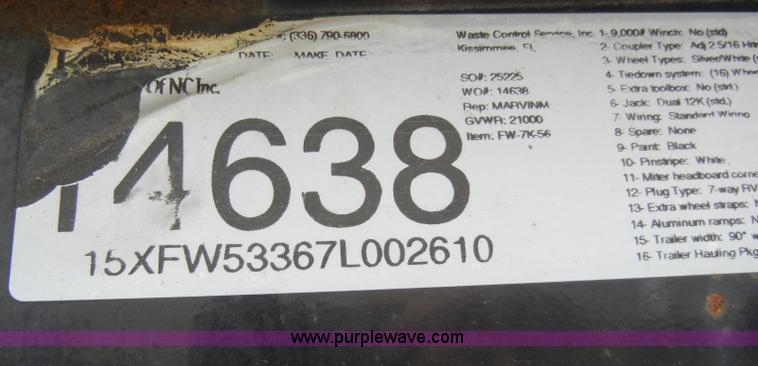 (336) 790-6800
DATE: MAKE DATE
Of NC Inc.
14638
15XFW53367L002610
Waste Control Service, Inc.
Kissimmee, FL
SO#: 25225
WO#: 14638
Rep: MARVINM
GVWR: 21000
Item: FW-7K-56
1- 9,000# Winch: No (std)
2- Coupler Type: Adj 2 5/16 Hit
3- Wheel Types: Silver/White (s
4- Tiedown system: (16) Whee
5- Extra toolbox: No (std.)
6- Jack: Dual 12K (std.)
7- Wiring: Standard Wiring
8- Spare: None
9- Paint: Black
10- Pinstripe: White
11- Miter headboard corne
12- Plug Type: 7-way RV
13- Extra wheel straps: N
14- Aluminum ramps: N
15- Trailer width: 90" w
16- Trailer Hauling Pkg
www.purplewave.com